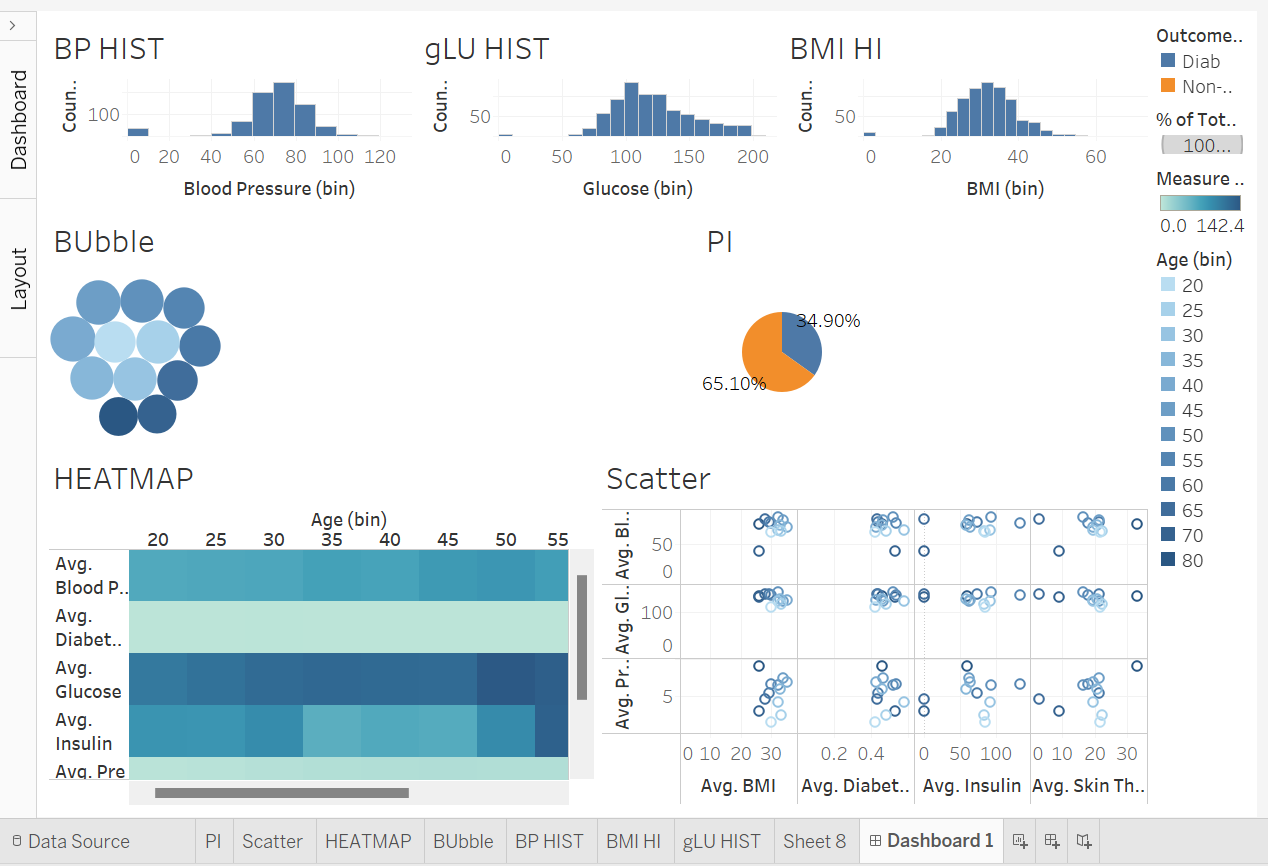 Dashboard
Layout
BP HIST
Coun..
100
0 20 40 60 80 100 120
Blood Pressure (bin)
gLU HIST
Coun..
50
0 50 100 150 200
Glucose (bin)
BMI HI
Coun..
50
0 20 40 60
BMI (bin)
Outcome..
Diab
Non-..
% of Tot..
100...
Measure ..
0.0 142.4
Age (bin)
20
25
30
35
40
45
50
55
60
65
70
80
BUbble
PI
34.90%
65.10%
HEATMAP
Age (bin)
20 25 30 35 40 45 50 55
Avg.
Blood P..
Avg.
Diabet..
Avg.
Glucose
Avg.
Insulin
Avg. Pre
Scatter
Avg. Bl..
50
0
Avg. Gl..
100
0
Avg. Pr..
5
0 10 20 30
0.2 0.4
0 50 100
0 10 20 30
Avg. BMI
Avg. Diabet..
Avg. Insulin
Avg. Skin Th..
Data Source
PI
Scatter
HEATMAP
BUbble
BP HIST
BMI HI
gLU HIST
Sheet 8
Dashboard 1